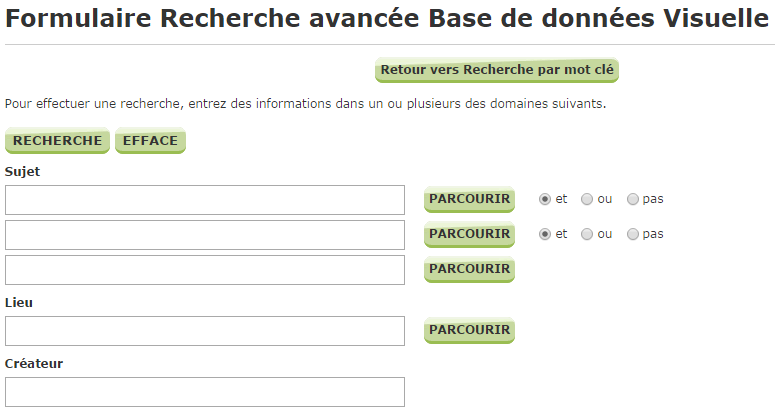 Formulaire Recherche avancée Base de données Visuelle
Retour vers Recherche par mot clé
Pour effectuer une recherche, entrez des informations dans un ou plusieurs des domaines suivants.
RECHERCHE EFFACE
Sujet
PARCOURIR et ou pas
PARCOURIR et ou pas
PARCOURIR
Lieu
PARCOURIR
Créateur